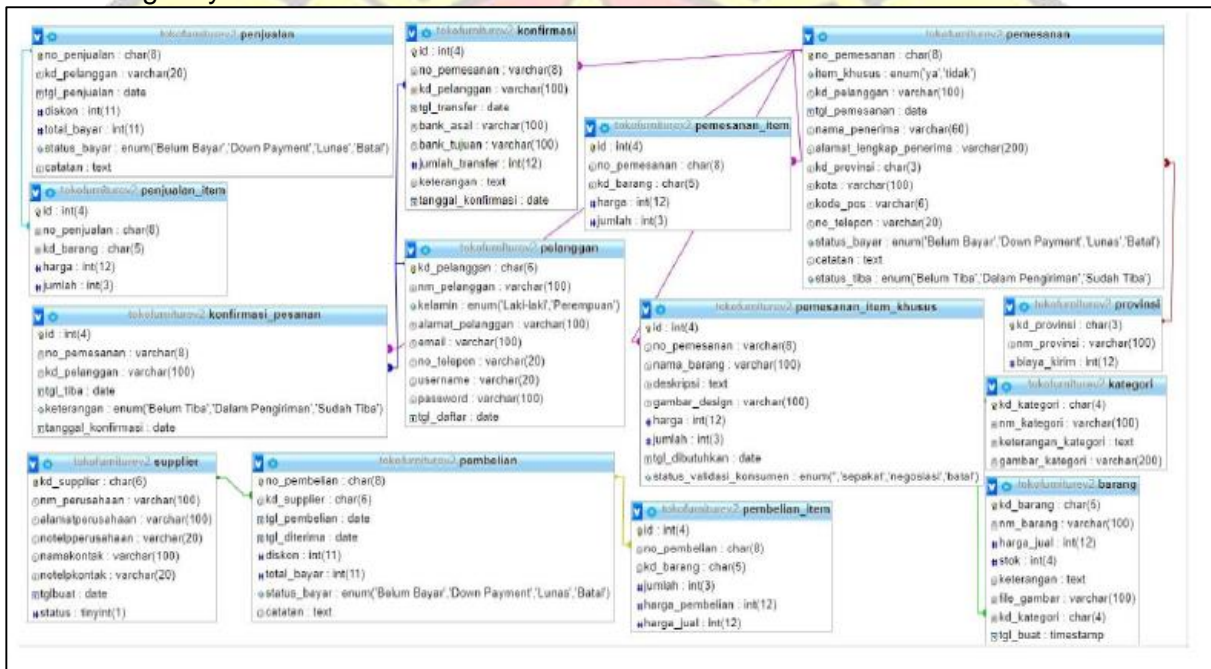 tokofurniturev2 penjualan
no_penjualan : char(8)
kd_pelanggan : varchar(20)
tgl_penjualan : date
diskon : int(11)
total_bayar : int(11)
status_bayar : enum('Belum Bayar','Down Payment','Lunas','Batal')
catatan : text
tokofurniturev2 penjualan_item
id : int(4)
no_penjualan : char(8)
kd_barang : char(5)
harga : int(12)
jumlah : int(3)
tokofurniturev2 konfirmasi_pesanan
id : int(4)
no_pemesanan : varchar(8)
kd_pelanggan : varchar(100)
tgl_tiba : date
keterangan : enum('Belum Tiba','Dalam Pengiriman','Sudah Tiba')
tanggal_konfirmasi : date
tokofurniturev2 supplier
kd_supplier : char(6)
nm_perusahaan : varchar(100)
alamatperusahaan : varchar(100)
notelpperusahaan : varchar(20)
namakontak : varchar(100)
notelpkontak : varchar(20)
tglbuat : date
status : tinyint(1)
tokofurniturev2 konfirmasi
id : int(4)
no_pemesanan : varchar(8)
kd_pelanggan : varchar(100)
tgl_transfer : date
bank_asal : varchar(100)
bank_tujuan : varchar(100)
jumlah_transfer : int(12)
keterangan : text
tanggal_konfirmasi : date
tokofurniturev2 pelanggan
kd_pelanggan : char(6)
nm_pelanggan : varchar(100)
kelamin : enum('Laki-laki','Perempuan')
alamat_pelanggan : varchar(100)
email : varchar(100)
no_telepon : varchar(20)
username : varchar(20)
password : varchar(100)
tgl_daftar : date
tokofurniturev2 pembelian
no_pembelian : char(8)
kd_supplier : char(6)
tgl_pembelian : date
tgl_diterima : date
diskon : int(11)
total_bayar : int(11)
status_bayar : enum('Belum Bayar','Down Payment','Lunas','Batal')
catatan : text
tokofurniturev2 pemesanan_item
id : int(4)
no_pemesanan : char(8)
kd_barang : char(5)
harga : int(12)
jumlah : int(3)
tokofurniturev2 pemesanan_item_khusus
id : int(4)
no_pemesanan : varchar(8)
nama_barang : varchar(100)
deskripsi : text
gambar_design : varchar(100)
harga : int(12)
jumlah : int(3)
tgl_dibutuhkan : date
status_validasi_konsumen : enum('','sepakat','negosiasi','batal')
tokofurniturev2 pembelian_item
id : int(4)
no_pembelian : char(8)
kd_barang : char(5)
jumlah : int(3)
harga_pembelian : int(12)
harga_jual : int(12)
tokofurniturev2 pemesanan
no_pemesanan : char(8)
item_khusus : enum('ya','tidak')
kd_pelanggan : varchar(100)
tgl_pemesanan : date
nama_penerima : varchar(60)
alamat_lengkap_penerima : varchar(200)
kd_provinsi : char(3)
kota : varchar(100)
kode_pos : varchar(6)
no_telepon : varchar(20)
status_bayar : enum('Belum Bayar','Down Payment','Lunas','Batal')
catatan : text
status_tiba : enum('Belum Tiba','Dalam Pengiriman','Sudah Tiba')
tokofurniturev2 provinsi
kd_provinsi : char(3)
nm_provinsi : varchar(100)
biaya_kirim : int(12)
tokofurniturev2 kategori
kd_kategori : char(4)
nm_kategori : varchar(100)
keterangan_kategori : text
gambar_kategori : varchar(200)
tokofurniturev2 barang
kd_barang : char(5)
nm_barang : varchar(100)
harga_jual : int(12)
stok : int(4)
keterangan : text
file_gambar : varchar(100)
kd_kategori : char(4)
tgl_buat : timestamp